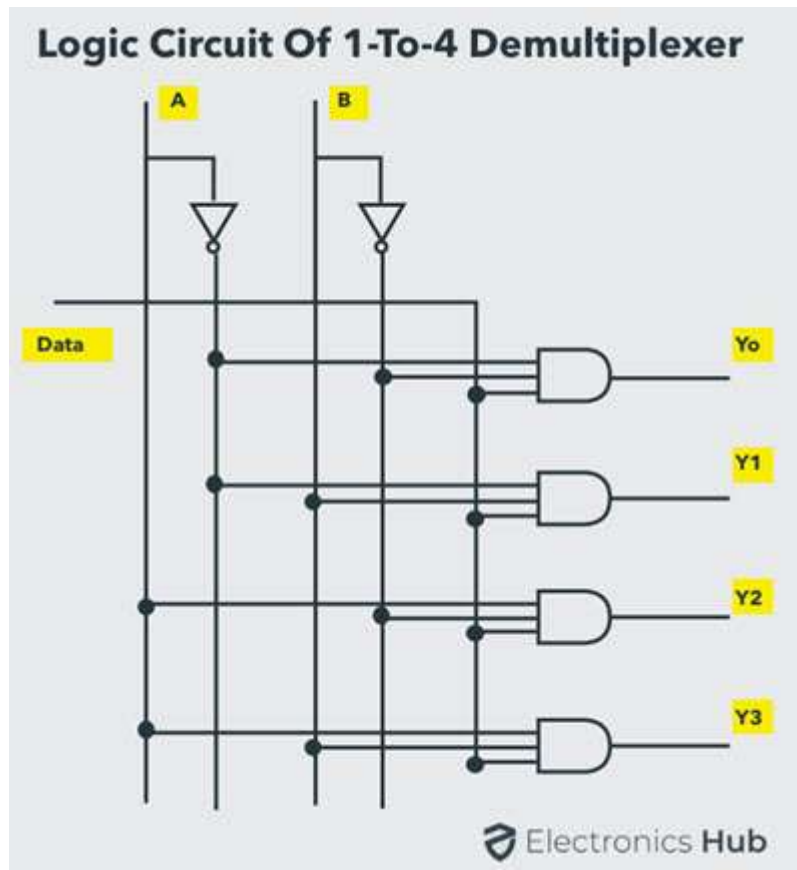 Logic Circuit Of 1-To-4 Demultiplexer
A
B
Data
Yo
Y1
Y2
Y3
Electronics Hub